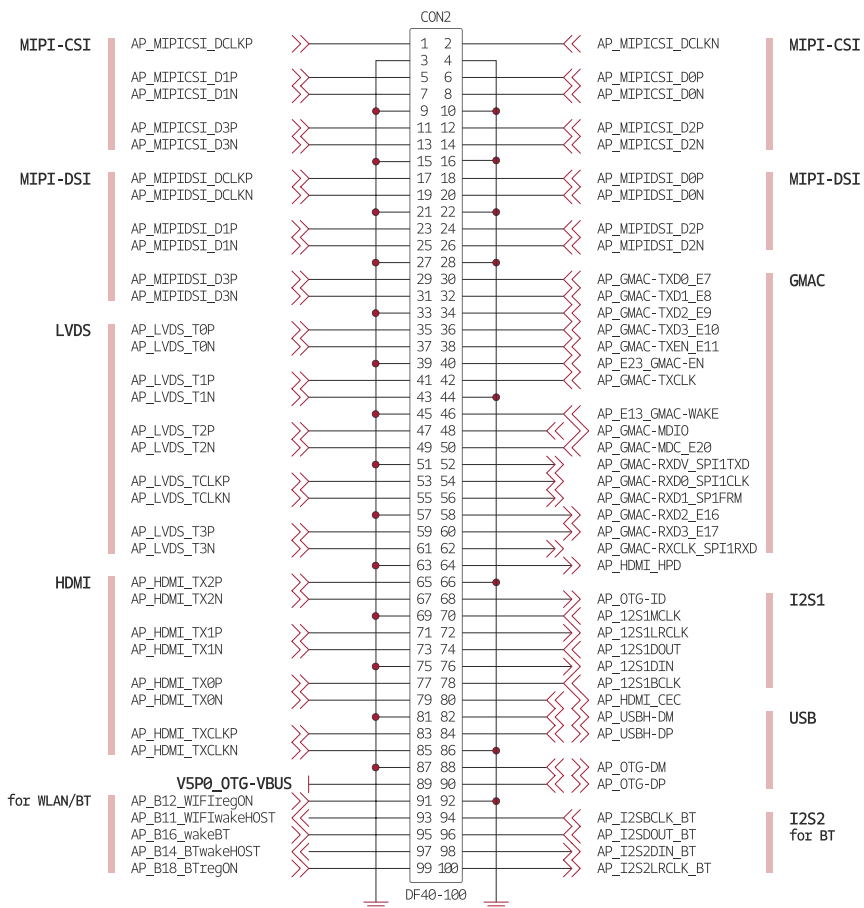 CON2
MIPI-CSI AP_MIPICSI_DCLKP 1 2 AP_MIPICSI_DCLKN MIPI-CSI
3 4
AP_MIPICSI_D1P 5 6 AP_MIPICSI_D0P
AP_MIPICSI_D1N 7 8 AP_MIPICSI_D0N
9 10
AP_MIPICSI_D3P 11 12 AP_MIPICSI_D2P
AP_MIPICSI_D3N 13 14 AP_MIPICSI_D2N
15 16
MIPI-DSI AP_MIPIDSI_DCLKP 17 18 AP_MIPIDSI_D0P MIPI-DSI
AP_MIPIDSI_DCLKN 19 20 AP_MIPIDSI_D0N
21 22
AP_MIPIDSI_D1P 23 24 AP_MIPIDSI_D2P
AP_MIPIDSI_D1N 25 26 AP_MIPIDSI_D2N
27 28
AP_MIPIDSI_D3P 29 30 AP_GMAC-TXD0_E7 GMAC
AP_MIPIDSI_D3N 31 32 AP_GMAC-TXD1_E8
33 34 AP_GMAC-TXD2_E9
LVDS AP_LVDS_T0P 35 36 AP_GMAC-TXD3_E10
AP_LVDS_T0N 37 38 AP_GMAC-TXEN_E11
39 40 AP_E23_GMAC-EN
AP_LVDS_T1P 41 42 AP_GMAC-TXCLK
AP_LVDS_T1N 43 44
45 46 AP_E13_GMAC-WAKE
AP_LVDS_T2P 47 48 AP_GMAC-MDIO
AP_LVDS_T2N 49 50 AP_GMAC-MDC_E20
51 52 AP_GMAC-RXDV_SPI1TXD
AP_LVDS_TCLKP 53 54 AP_GMAC-RXD0_SPI1CLK
AP_LVDS_TCLKN 55 56 AP_GMAC-RXD1_SP1FRM
57 58 AP_GMAC-RXD2_E16
AP_LVDS_T3P 59 60 AP_GMAC-RXD3_E17
AP_LVDS_T3N 61 62 AP_GMAC-RXCLK_SPI1RXD
63 64 AP_HDMI_HPD
HDMI AP_HDMI_TX2P 65 66
AP_HDMI_TX2N 67 68 AP_OTG-ID I2S1
69 70 AP_12S1MCLK
AP_HDMI_TX1P 71 72 AP_12S1LRCLK
AP_HDMI_TX1N 73 74 AP_12S1DOUT
75 76 AP_12S1DIN
AP_HDMI_TX0P 77 78 AP_12S1BCLK
AP_HDMI_TX0N 79 80 AP_HDMI_CEC
81 82 AP_USBH-DM USB
AP_HDMI_TXCLKP 83 84 AP_USBH-DP
AP_HDMI_TXCLKN 85 86
87 88 AP_OTG-DM
V5P0_OTG-VBUS 89 90 AP_OTG-DP
for WLAN/BT AP_B12_WIFIregON 91 92
AP_B11_WIFIwakeHOST 93 94 AP_I2SBCLK_BT I2S2
AP_B16_wakeBT 95 96 AP_I2SDOUT_BT for BT
AP_B14_BTwakeHOST 97 98 AP_I2S2DIN_BT
AP_B18_BTregON 99 100 AP_I2S2LRCLK_BT
DF40-100